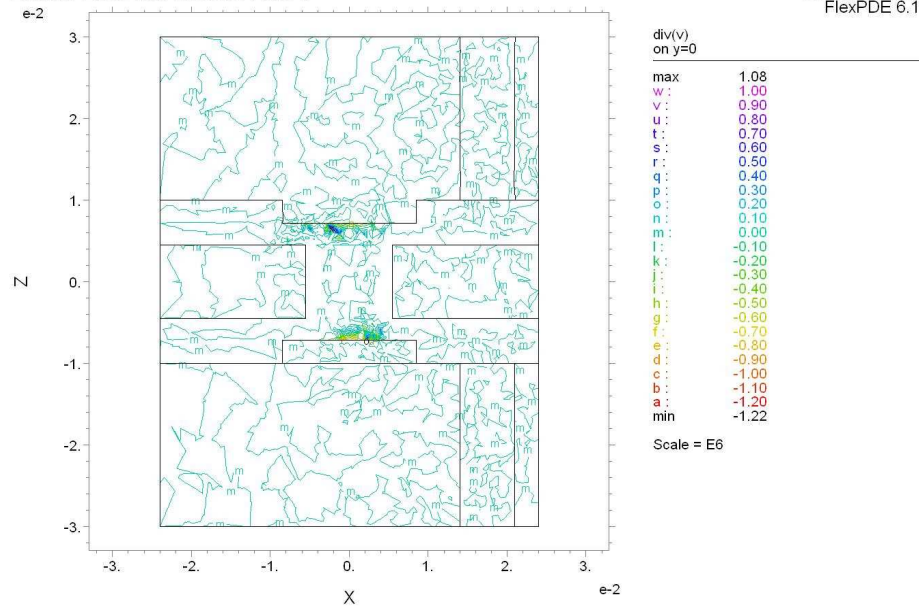 FlexPDE 6.1
e-2
div(v)
on y=0
max 1.08
w : 1.00
v : 0.90
u : 0.80
t : 0.70
s : 0.60
r : 0.50
q : 0.40
p : 0.30
o : 0.20
n : 0.10
m : 0.00
l : -0.10
k : -0.20
j : -0.30
i : -0.40
h : -0.50
g : -0.60
f : -0.70
e : -0.80
d : -0.90
c : -1.00
b : -1.10
a : -1.20
min -1.22
Scale = E6
3.
2.
1.
0.
-1.
-2.
-3.
Z
-3. -2. -1. 0. 1. 2. 3.
e-2
X